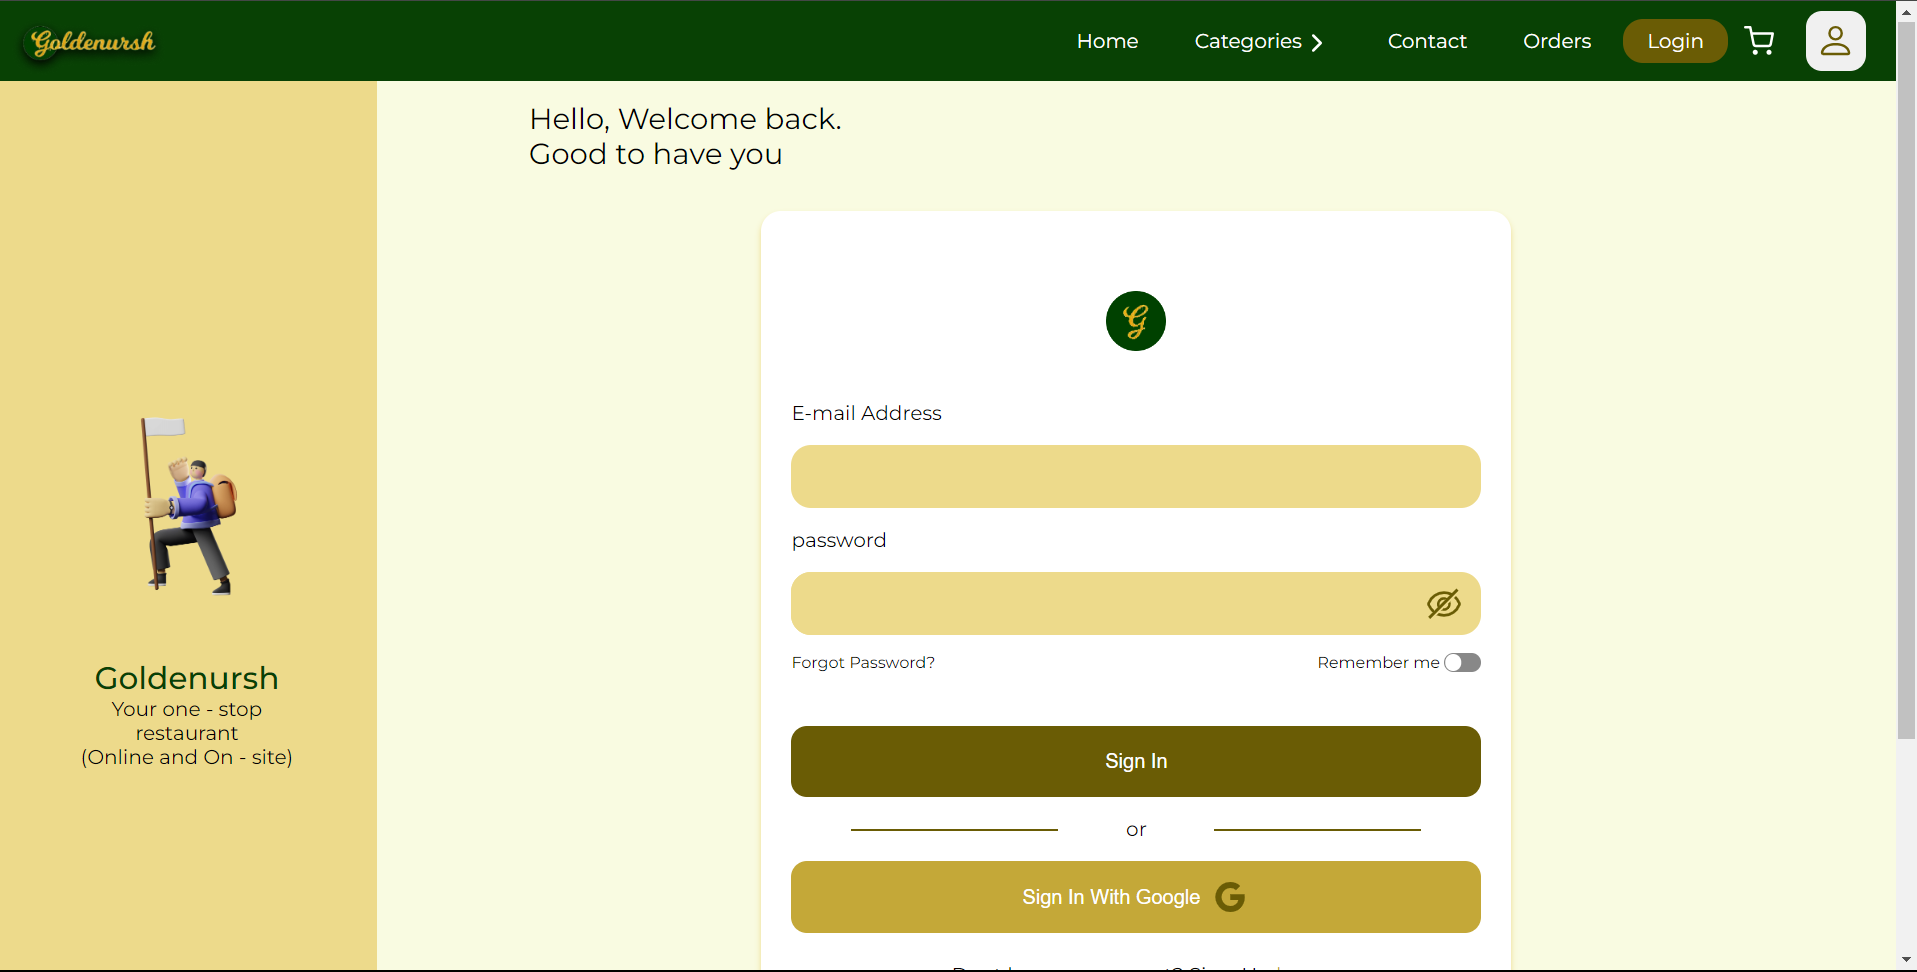 Goldenursh
Home
Categories
Contact
Orders
Login
Hello, Welcome back.
Good to have you
G
E-mail Address
password
Forgot Password?
Remember me
Sign In
or
Sign In With Google
Goldenursh
Your one - stop
restaurant
(Online and On - site)